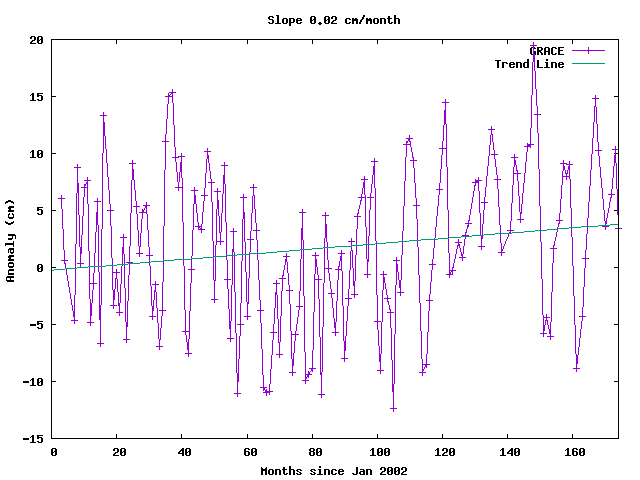 Slope 0.02 cm/month
GRACE
Trend Line
20
15
10
5
0
-5
-10
-15
Anomaly (cm)
0 20 40 60 80 100 120 140 160
Months since Jan 2002